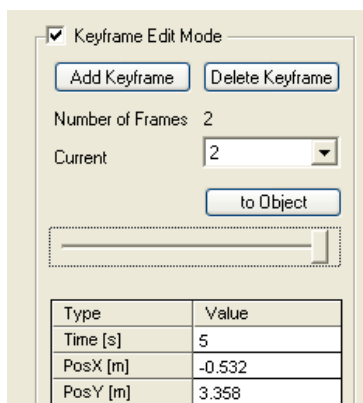 Keyframe Edit Mode
Add Keyframe Delete Keyframe
Number of Frames 2
Current 2
to Object
Type Value
Time [s] 5
PosX [m] -0.532
PosY [m] 3.358